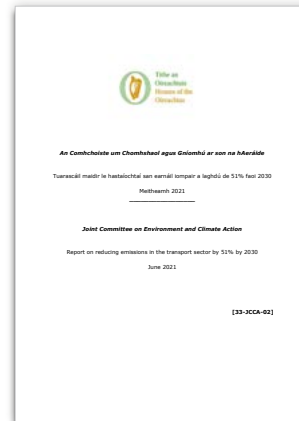 Tithe an
Oireachtais
Houses of the
Oireachtas
An Comhchoiste um Chomhshaol agus Gníomhú ar son na hAeráide
Tuarascáil maidir le hastaíochtaí san earnáil iompair a laghdú de 51% faoi 2030
Meitheamh 2021
Joint Committee on Environment and Climate Action
Report on reducing emissions in the transport sector by 51% by 2030
June 2021
[33-JCCA-02]